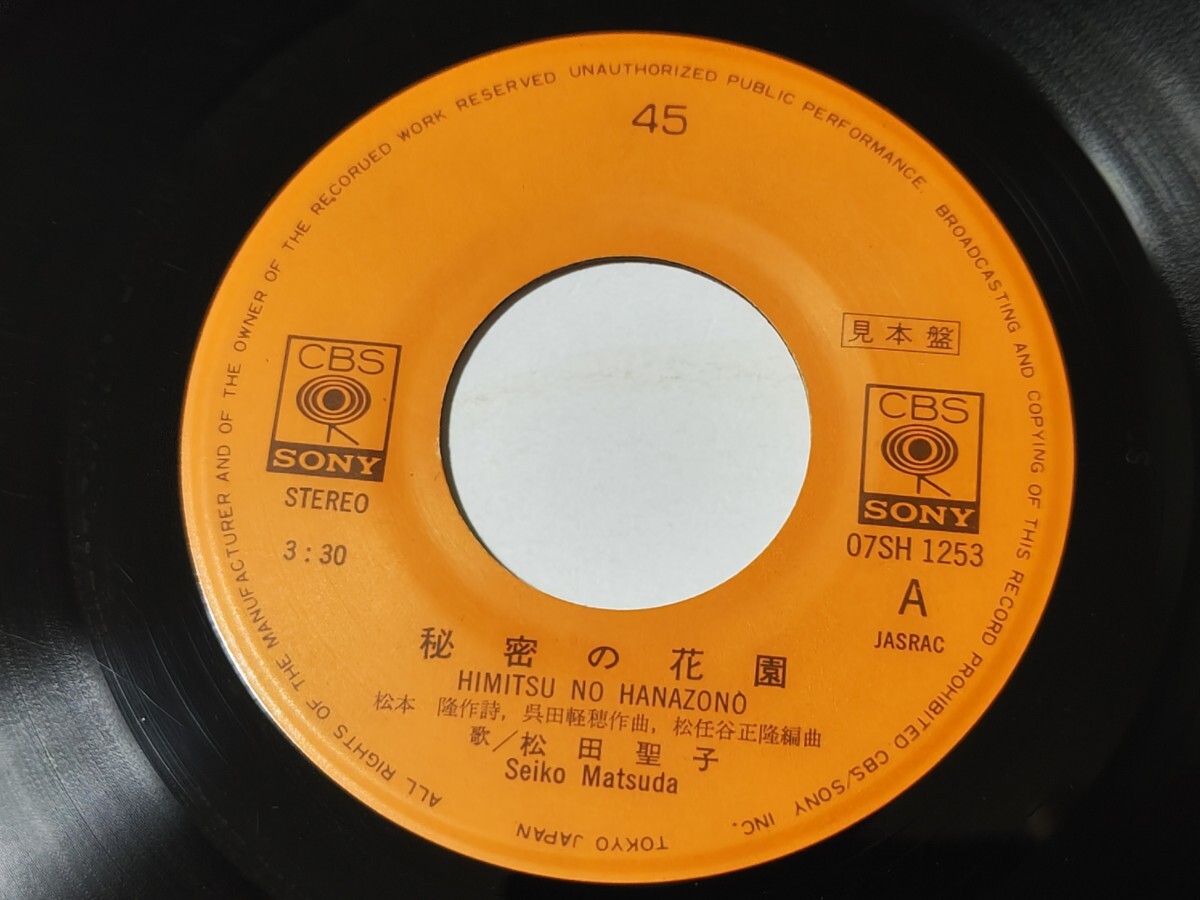 45
ALL RIGHTS OF THE MANUFACTURER AND OF THE OWNER OF THE RECORDED WORK RESERVED UNAUTHORIZED PUBLIC PERFORMANCE. BROADCASTING AND COPYING OF THIS RECORD PROHIBITED. CBS/SONY INC.
TOKYO JAPAN
見本盤
CBS
SONY
STEREO
3:30
CBS
SONY
07SH 1253
A
JASRAC
秘密の花園
HIMITSU NO HANAZONO
松本 隆作詩, 呉田軽穂作曲, 松任谷正隆編曲
歌/松田聖子
Seiko Matsuda